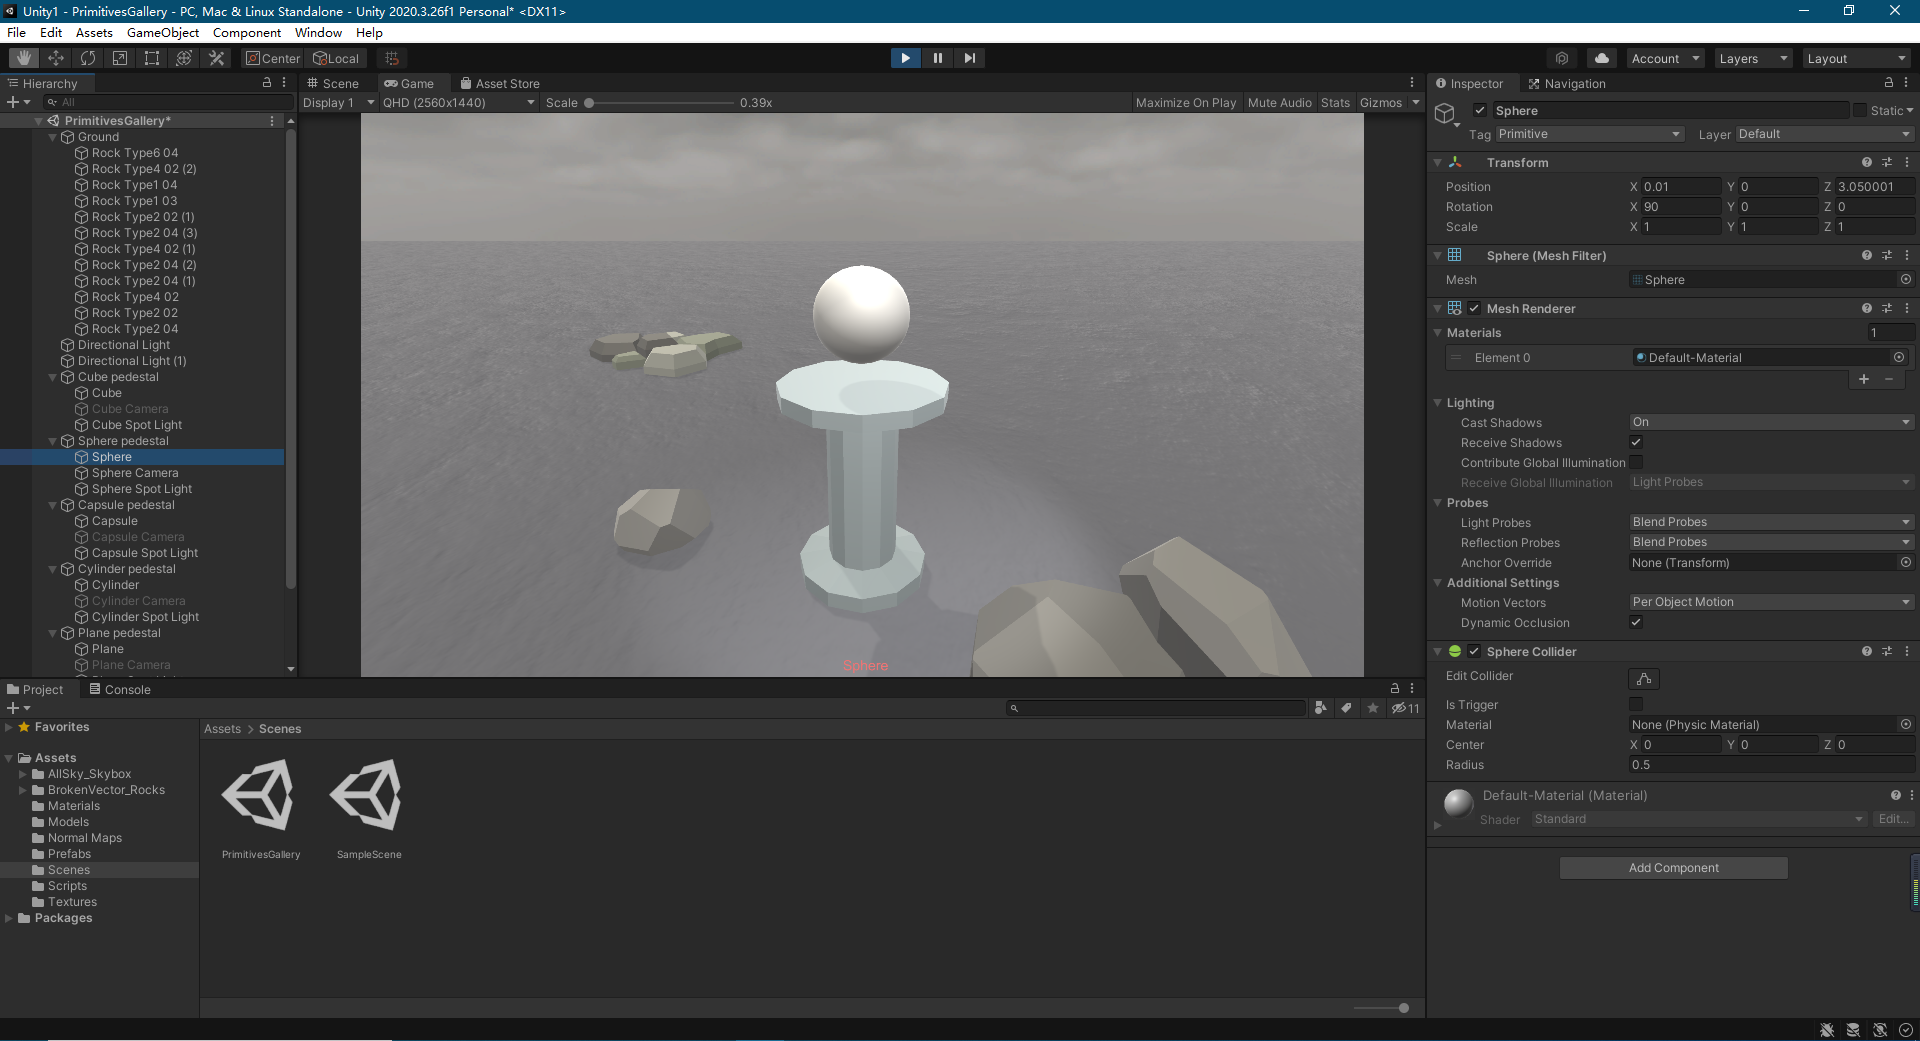 Unity1 - PrimitivesGallery - PC, Mac & Linux Standalone - Unity 2020.3.26f1 Personal* <DX11>
File Edit Assets GameObject Component Window Help
Center Local Account Layers Layout
Hierarchy
All
PrimitivesGallery*
Ground
Rock Type6 04
Rock Type4 02 (2)
Rock Type1 04
Rock Type1 03
Rock Type2 02 (1)
Rock Type2 04 (3)
Rock Type4 02 (1)
Rock Type2 04 (2)
Rock Type2 04 (1)
Rock Type4 02
Rock Type2 02
Rock Type2 04
Directional Light
Directional Light (1)
Cube pedestal
Cube
Cube Camera
Cube Spot Light
Sphere pedestal
Sphere
Sphere Camera
Sphere Spot Light
Capsule pedestal
Capsule
Capsule Camera
Capsule Spot Light
Cylinder pedestal
Cylinder
Cylinder Camera
Cylinder Spot Light
Plane pedestal
Plane
Plane Camera
Scene Game Asset Store
Display 1 QHD (2560x1440) Scale 0.39x Maximize On Play Mute Audio Stats Gizmos
Sphere
Inspector Navigation
Sphere Static
Tag Primitive Layer Default
Transform
Position X 0.01 Y 0 Z 3.050001
Rotation X 90 Y 0 Z 0
Scale X 1 Y 1 Z 1
Sphere (Mesh Filter)
Mesh Sphere
Mesh Renderer
Materials 1
Element 0 Default-Material
Lighting
Cast Shadows On
Receive Shadows
Contribute Global Illumination
Receive Global Illumination Light Probes
Probes
Light Probes Blend Probes
Reflection Probes Blend Probes
Anchor Override None (Transform)
Additional Settings
Motion Vectors Per Object Motion
Dynamic Occlusion
Sphere Collider
Edit Collider
Is Trigger
Material None (Physic Material)
Center X 0 Y 0 Z 0
Radius 0.5
Default-Material (Material)
Shader Standard Edit...
Add Component
Project Console
11
Favorites
Assets
AllSky_Skybox
BrokenVector_Rocks
Materials
Models
Normal Maps
Prefabs
Scenes
Scripts
Textures
Packages
Assets > Scenes
PrimitivesGallery SampleScene